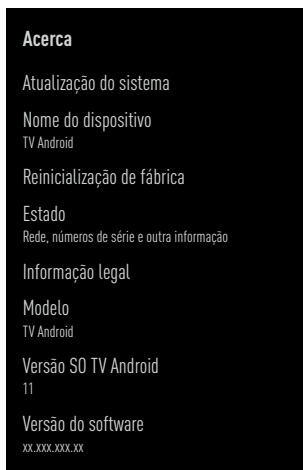 Acerca
Atualização do sistema
Nome do dispositivo
TV Android
Reinicialização de fábrica
Estado
Rede, números de série e outra informação
Informação legal
Modelo
TV Android
Versão SO TV Android
11
Versão do software
xx.xxx.xxx.xx